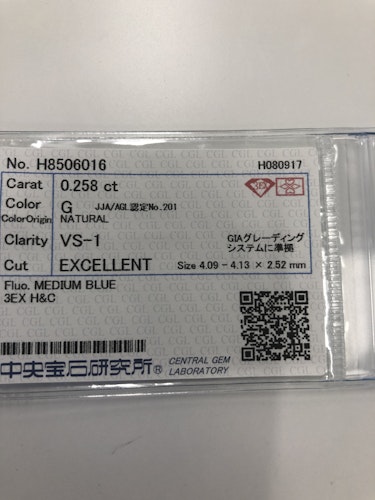 No. H8506016 H080917
Carat 0.258 ct
Color G JJA/AGL認定No.201
ColorOrigin NATURAL
Clarity VS-1 GIAグレーディング
システムに準拠
Cut EXCELLENT Size 4.09 - 4.13 × 2.52 mm
Fluo. MEDIUM BLUE
3EX H&C
中央宝石研究所® CENTRAL GEM
LABORATORY